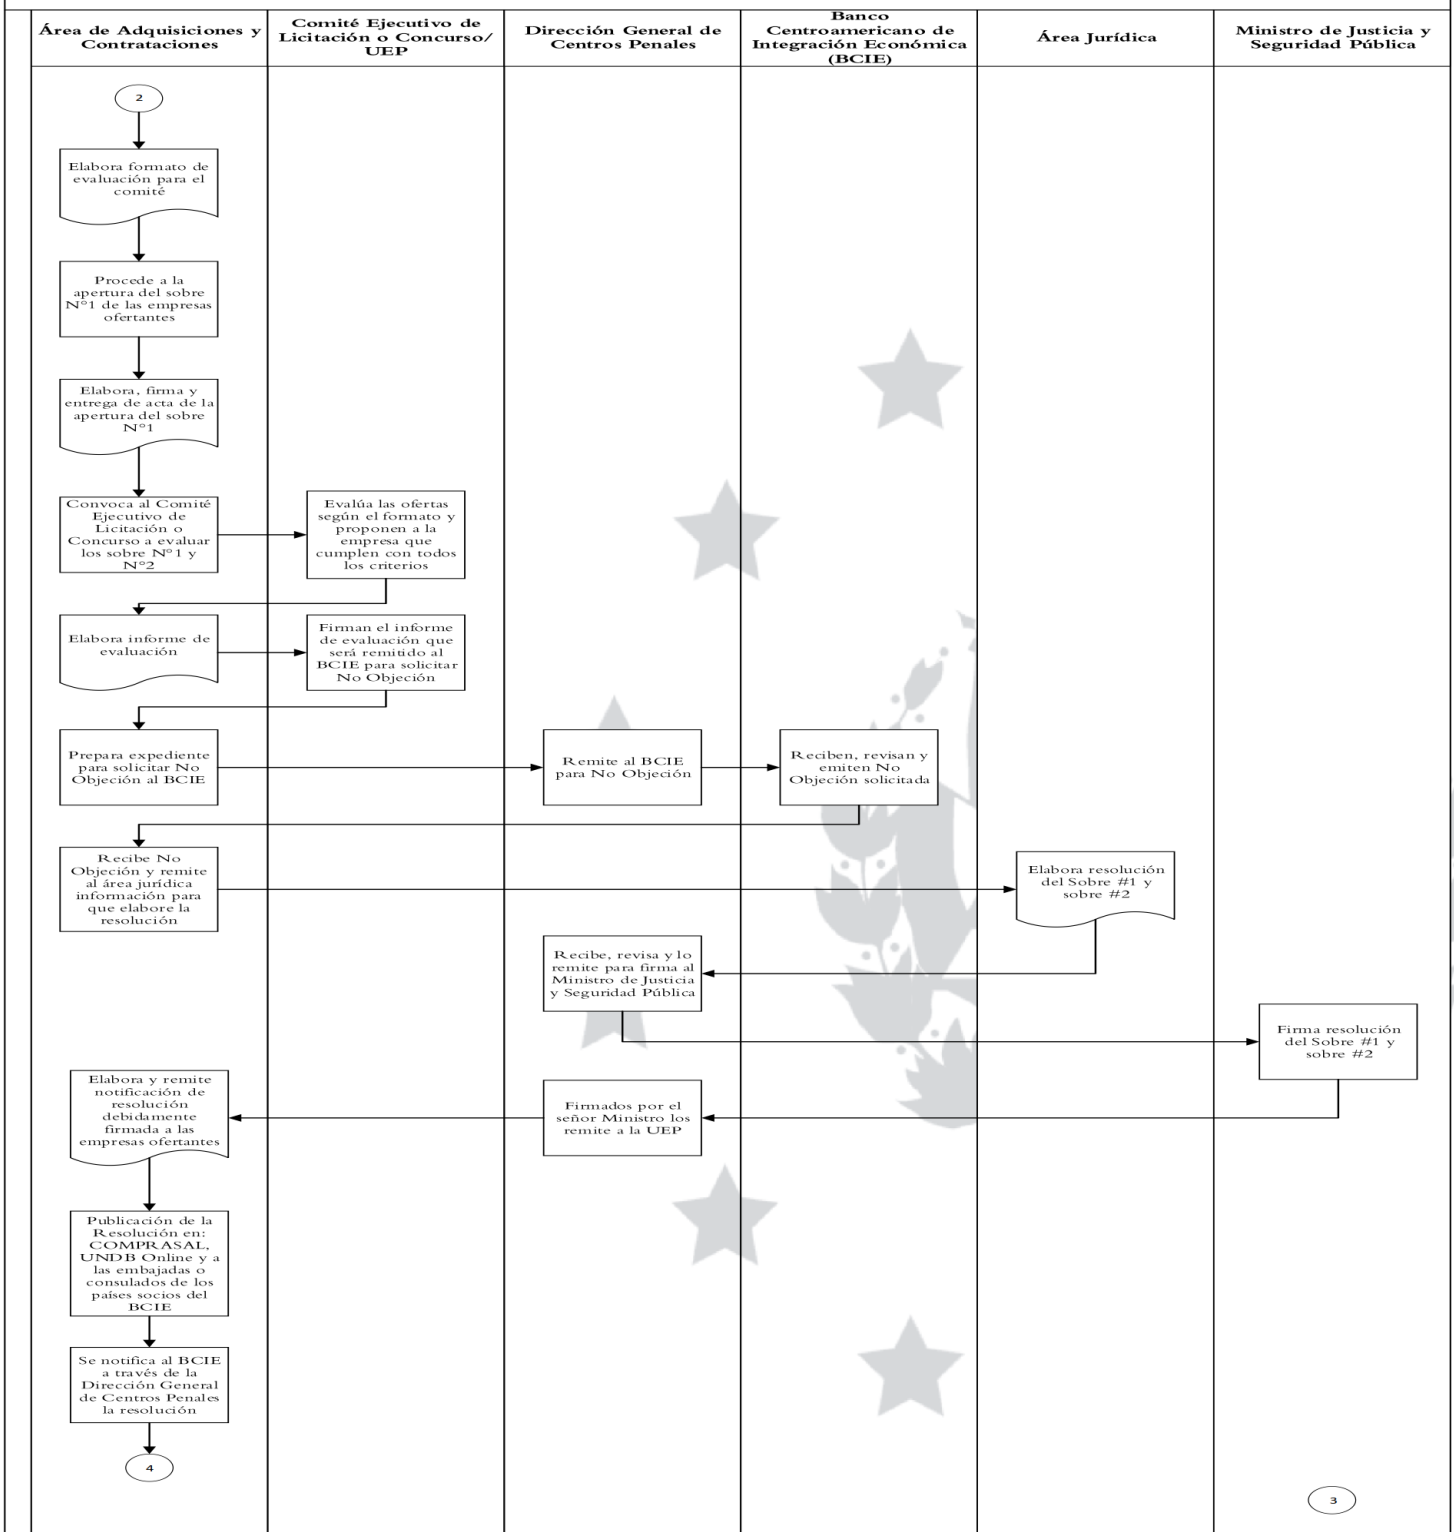 Área de Adquisiciones y
Contrataciones
Comité Ejecutivo de
Licitación o Concurso/
UEP
Dirección General de
Centros Penales
Banco
Centroamericano de
Integración Económica
(BCIE)
Área Jurídica
Ministro de Justicia y
Seguridad Pública
2
Elabora formato de
evaluación para el
comité
Procede a la
apertura del sobre
N°1 de las empresas
ofertantes
Elabora, firma y
entrega de acta de la
apertura del sobre
N°1
Convoca al Comité
Ejecutivo de
Licitación o
Concurso a evaluar
los sobre N°1 y
N°2
Evalúa las ofertas
según el formato y
proponen a la
empresa que
cumplen con todos
los criterios
Elabora informe de
evaluación
Firman el informe
de evaluación que
será remitido al
BCIE para solicitar
No Objeción
Prepara expediente
para solicitar No
Objeción al BCIE
Remite al BCIE
para No Objeción
Reciben, revisan y
emiten No
Objeción solicitada
Recibe No
Objeción y remite
al área jurídica
información para
que elabore la
resolución
Elabora resolución
del Sobre #1 y
sobre #2
Recibe, revisa y lo
remite para firma al
Ministro de Justicia
y Seguridad Pública
Firma resolución
del Sobre #1 y
sobre #2
Firmados por el
señor Ministro los
remite a la UEP
Elabora y remite
notificación de
resolución
debidamente
firmada a las
empresas ofertantes
Publicación de la
Resolución en:
COMPRASAL,
UNDB Online y a
las embajadas o
consulados de los
países socios del
BCIE
Se notifica al BCIE
a través de la
Dirección General
de Centros Penales
la resolución
4
3